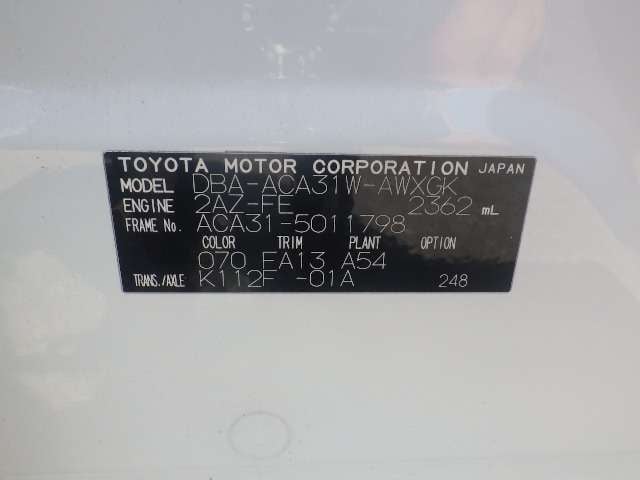 TOYOTA MOTOR CORPORATION JAPAN
MODEL DBA-ACA31W-AWXGK
ENGINE 2AZ-FE 2362 mL
FRAME No. ACA31-5011798
COLOR TRIM PLANT OPTION
070 FA13 A54
TRANS./AXLE K112F -01A 248